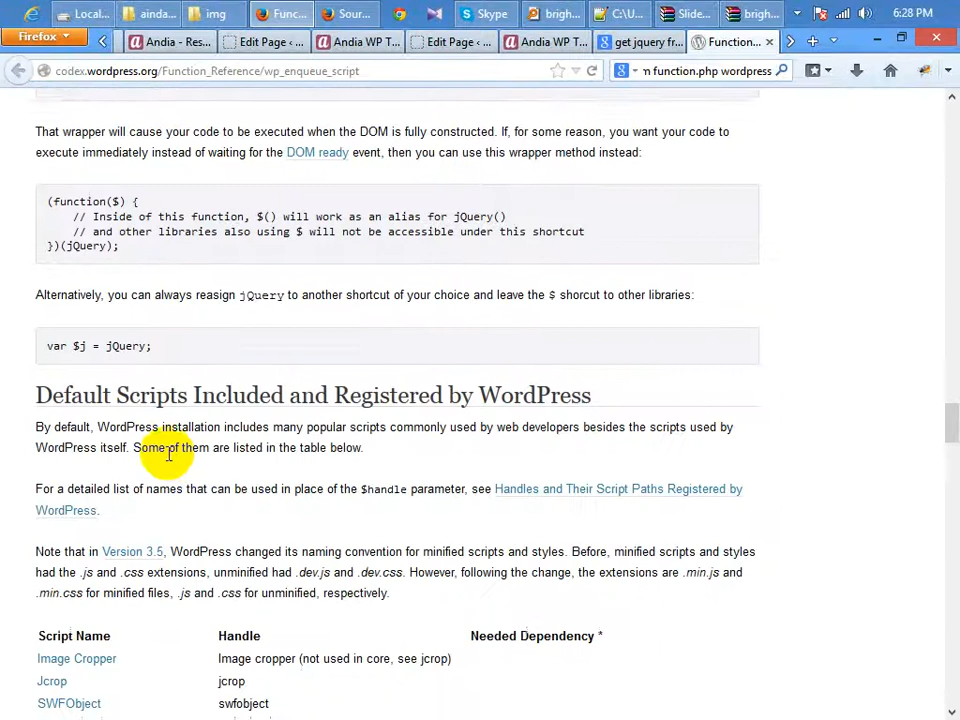 Local...
ainda...
img
Func...
Sour...
Skype
brigh...
C:\U...
Slide...
brigh...
6:28 PM
Firefox
Andia - Res...
Edit Page ‹ ...
Andia WP T...
Edit Page ‹ ...
Andia WP T...
get jquery fr...
Function...
codex.wordpress.org/Function_Reference/wp_enqueue_script
n function.php wordpress
That wrapper will cause your code to be executed when the DOM is fully constructed. If, for some reason, you want your code to
execute immediately instead of waiting for the DOM ready event, then you can use this wrapper method instead:
(function($) {
// Inside of this function, $() will work as an alias for jQuery()
// and other libraries also using $ will not be accessible under this shortcut
})(jQuery);
Alternatively, you can always reasign jQuery to another shortcut of your choice and leave the $ shorcut to other libraries:
var $j = jQuery;
Default Scripts Included and Registered by WordPress
By default, WordPress installation includes many popular scripts commonly used by web developers besides the scripts used by
WordPress itself. Some of them are listed in the table below.
For a detailed list of names that can be used in place of the $handle parameter, see Handles and Their Script Paths Registered by
WordPress.
Note that in Version 3.5, WordPress changed its naming convention for minified scripts and styles. Before, minified scripts and styles
had the .js and .css extensions, unminified had .dev.js and .dev.css. However, following the change, the extensions are .min.js and
.min.css for minified files, .js and .css for unminified, respectively.
Script Name Handle Needed Dependency *
Image Cropper Image cropper (not used in core, see jcrop)
Jcrop jcrop
SWFObject swfobject